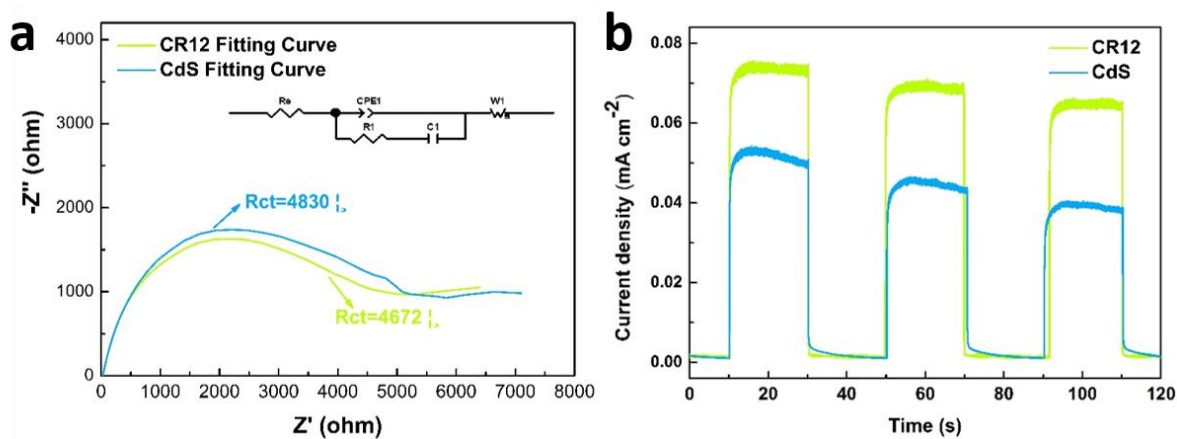 a
CR12 Fitting Curve
CdS Fitting Curve
Re
CPE1
W1
R1
C1
Rct=4830 ¦¸
Rct=4672 ¦¸
-Z" (ohm)
4000
3000
2000
1000
0
0 1000 2000 3000 4000 5000 6000 7000 8000
Z' (ohm)
b
CR12
CdS
Current density (mA cm⁻²)
0.08
0.06
0.04
0.02
0.00
0 20 40 60 80 100 120
Time (s)